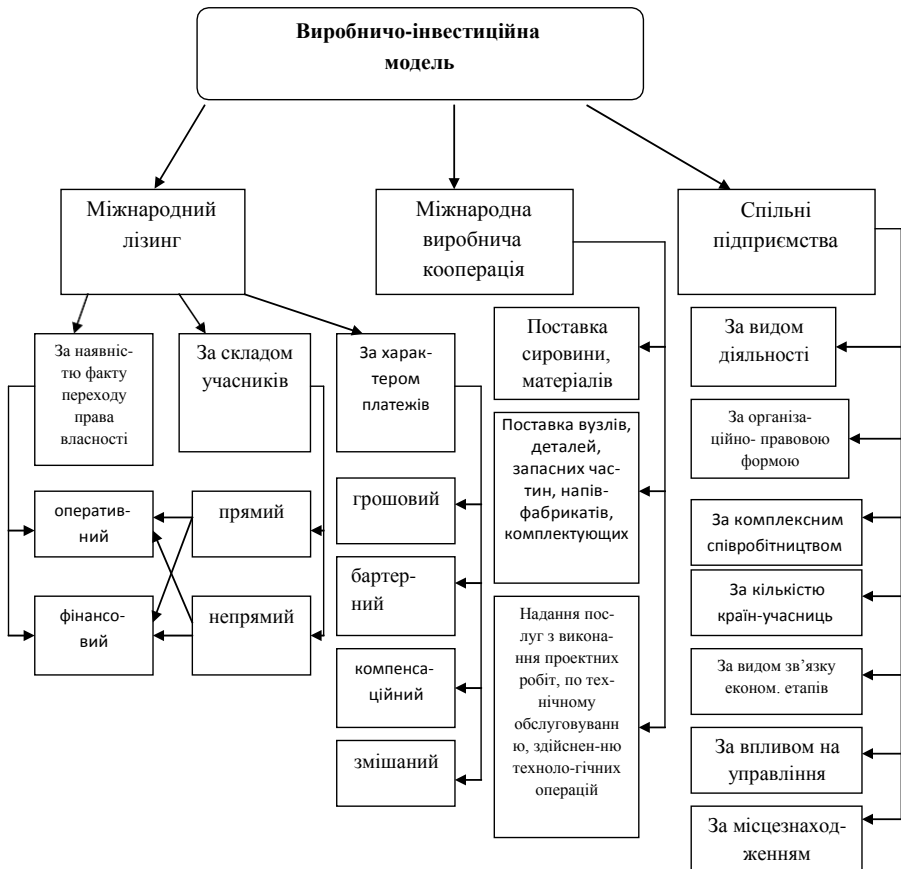 Виробничо-інвестиційна
модель
Міжнародний
лізинг
Міжнародна
виробнича
кооперація
Спільні
підприємства
За наявніс-
тю факту
переходу
права
власності
За складом
учасників
За харак-
тером
платежів
оператив-
ний
фінансо-
вий
прямий
непрямий
грошовий
бартер-
ний
компенса-
ційний
змішаний
Поставка
сировини,
матеріалів
Поставка вузлів,
деталей,
запасних час-
тин, напів-
фабрикатів,
комплектующих
Надання пос-
луг з викон-
ання проектних
робіт, по тех-
нічному
обслуговуванн
ю, здійснен-ню
техноло-гічних
операцій
За видом
діяльності
За організа-
ційно- правовою
формою
За комплексним
співробітництвом
За кількістю
країн-учасниць
За видом зв’язку
економ. етапів
За впливом на
управління
За місцезнаход-
женням